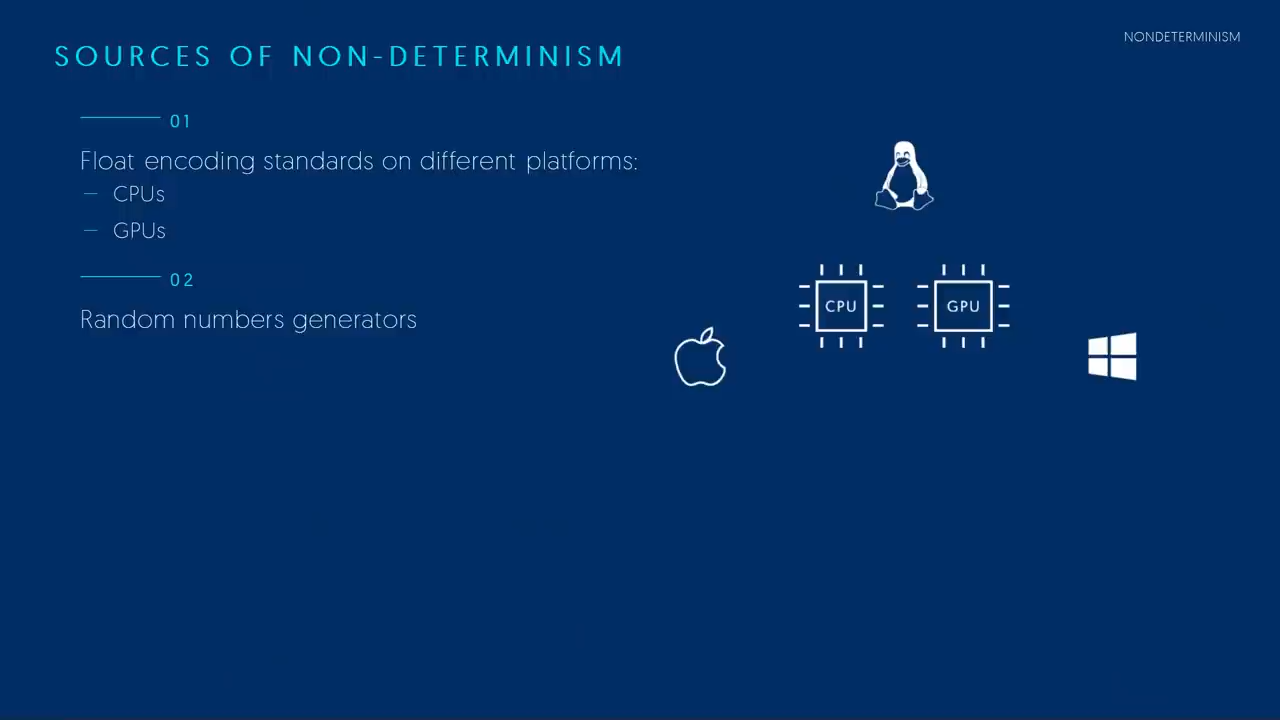 SOURCES OF NON-DETERMINISM
NONDETERMINISM
01
Float encoding standards on different platforms:
— CPUs
— GPUs
02
Random numbers generators
CPU
GPU